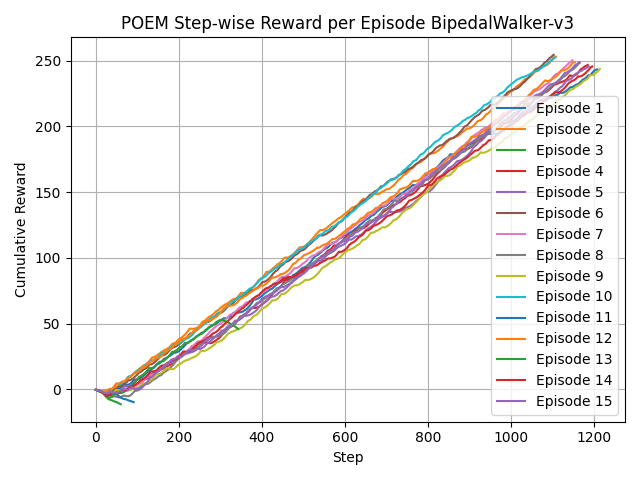 POEM Step-wise Reward per Episode BipedalWalker-v3
Cumulative Reward
250
200
150
100
50
0
0 200 400 600 800 1000 1200
Step
Episode 1
Episode 2
Episode 3
Episode 4
Episode 5
Episode 6
Episode 7
Episode 8
Episode 9
Episode 10
Episode 11
Episode 12
Episode 13
Episode 14
Episode 15